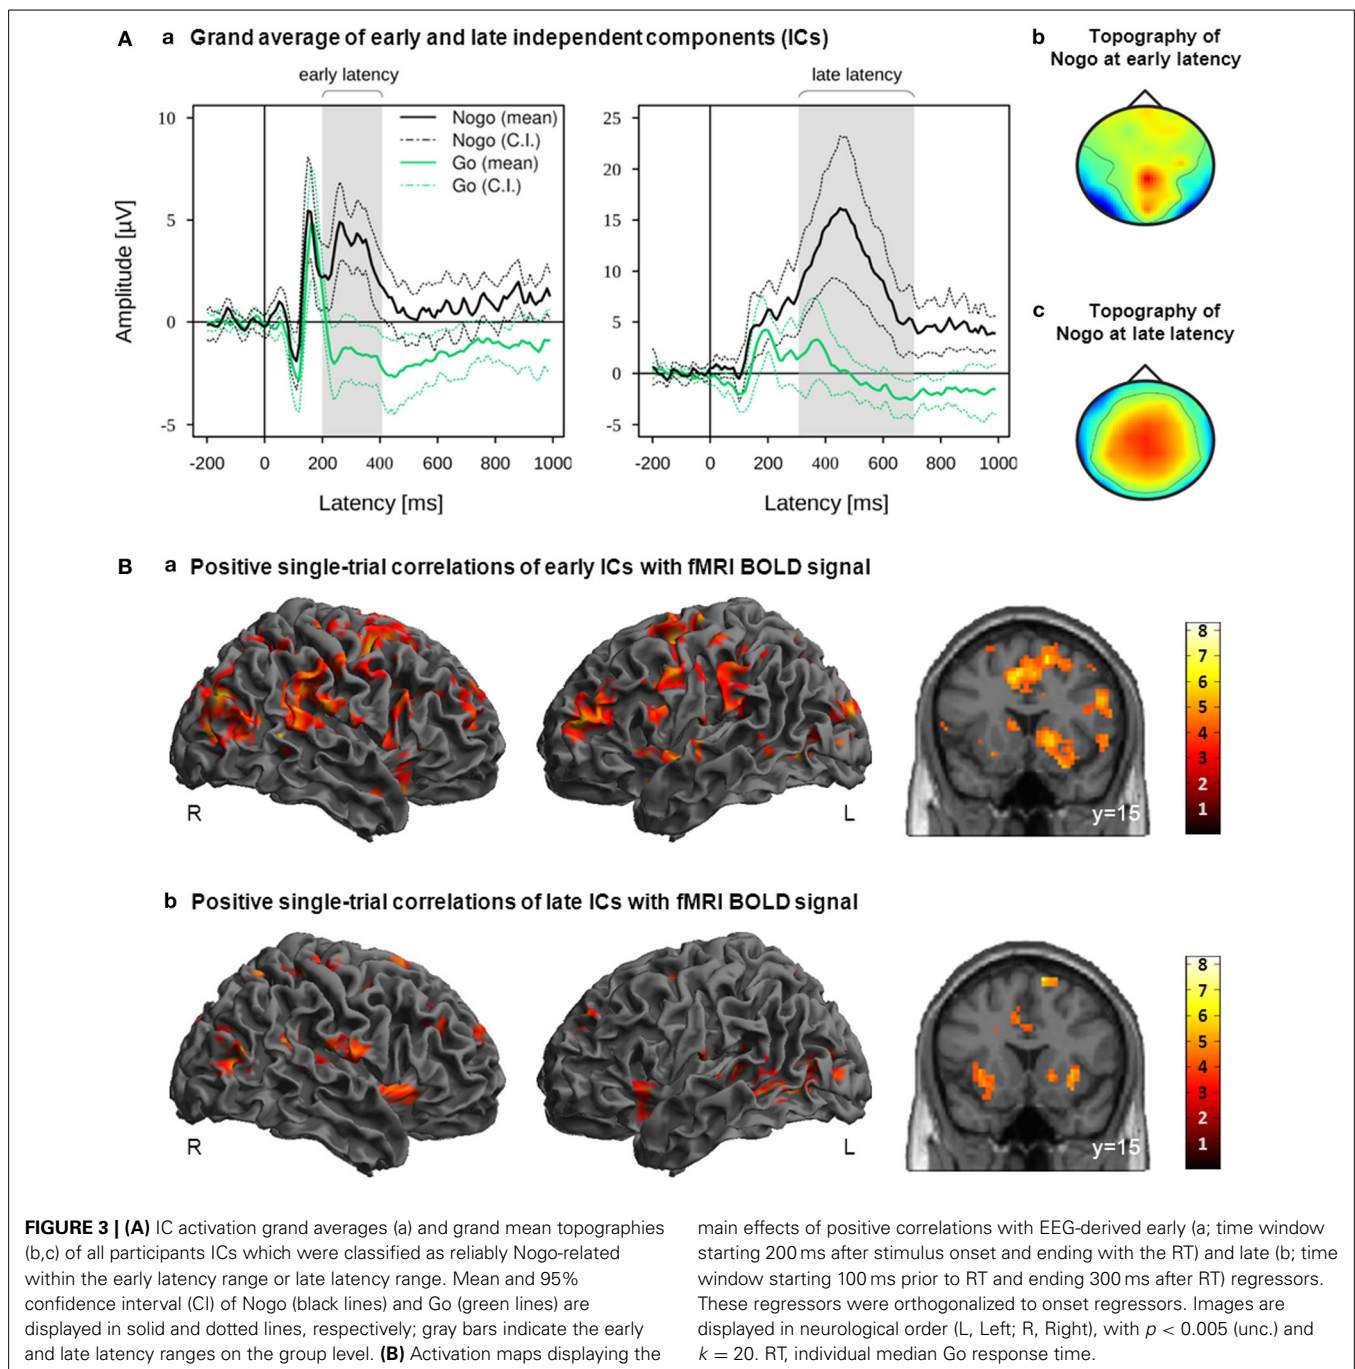 A a Grand average of early and late independent components (ICs)
early latency
late latency
Nogo (mean)
Nogo (C.I.)
Go (mean)
Go (C.I.)
10
5
0
-5
Amplitude [µV]
-200 0 200 400 600 800 1000
Latency [ms]
25
20
15
10
5
0
-5
-200 0 200 400 600 800 1000
Latency [ms]
b Topography of
Nogo at early latency
c Topography of
Nogo at late latency
B a Positive single-trial correlations of early ICs with fMRI BOLD signal
R
L
y=15
8
7
6
5
4
3
2
1
b Positive single-trial correlations of late ICs with fMRI BOLD signal
R
L
y=15
8
7
6
5
4
3
2
1
FIGURE 3 | (A) IC activation grand averages (a) and grand mean topographies
(b,c) of all participants ICs which were classified as reliably Nogo-related
within the early latency range or late latency range. Mean and 95%
confidence interval (CI) of Nogo (black lines) and Go (green lines) are
displayed in solid and dotted lines, respectively; gray bars indicate the early
and late latency ranges on the group level. (B) Activation maps displaying the
main effects of positive correlations with EEG-derived early (a; time window
starting 200 ms after stimulus onset and ending with the RT) and late (b; time
window starting 100 ms prior to RT and ending 300 ms after RT) regressors.
These regressors were orthogonalized to onset regressors. Images are
displayed in neurological order (L, Left; R, Right), with p < 0.005 (unc.) and
k = 20. RT, individual median Go response time.